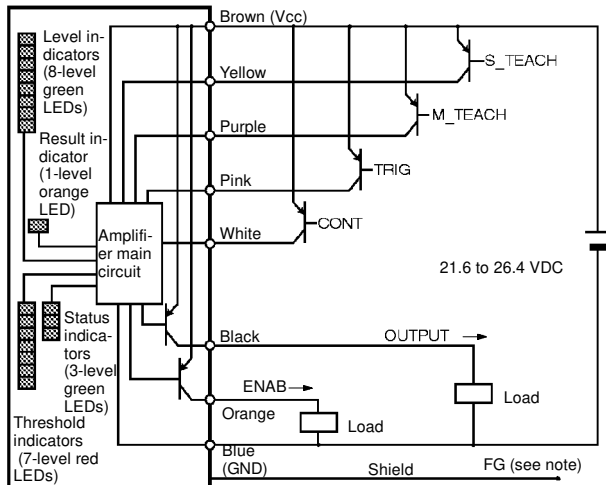 Level in-
dicators
(8-level
green
LEDs)
Result in-
dicator
(1-level
orange
LED)
Amplifi-
er main
circuit
Status
indica-
tors
(3-level
green
LEDs)
Threshold
indicators
(7-level red
LEDs)
Brown (Vcc)
Yellow
Purple
Pink
White
Black
Orange
Blue
(GND)
S_TEACH
M_TEACH
TRIG
CONT
21.6 to 26.4 VDC
OUTPUT
ENAB
Load
Load
Shield
FG (see note)